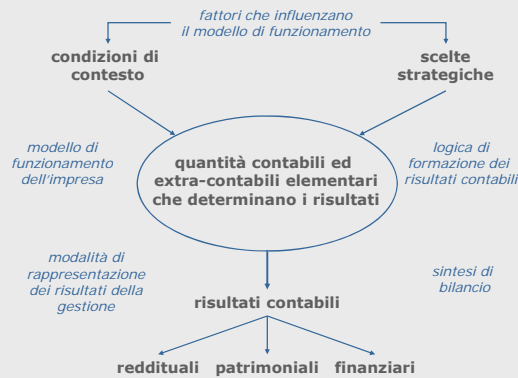 fattori che influenzano
il modello di funzionamento
condizioni di
contesto
scelte
strategiche
modello di
funzionamento
dell'impresa
quantità contabili ed
extra-contabili elementari
che determinano i risultati
logica di
formazione dei
risultati contabili
modalità di
rappresentazione
dei risultati della
gestione
sintesi di
bilancio
risultati contabili
reddituali patrimoniali finanziari